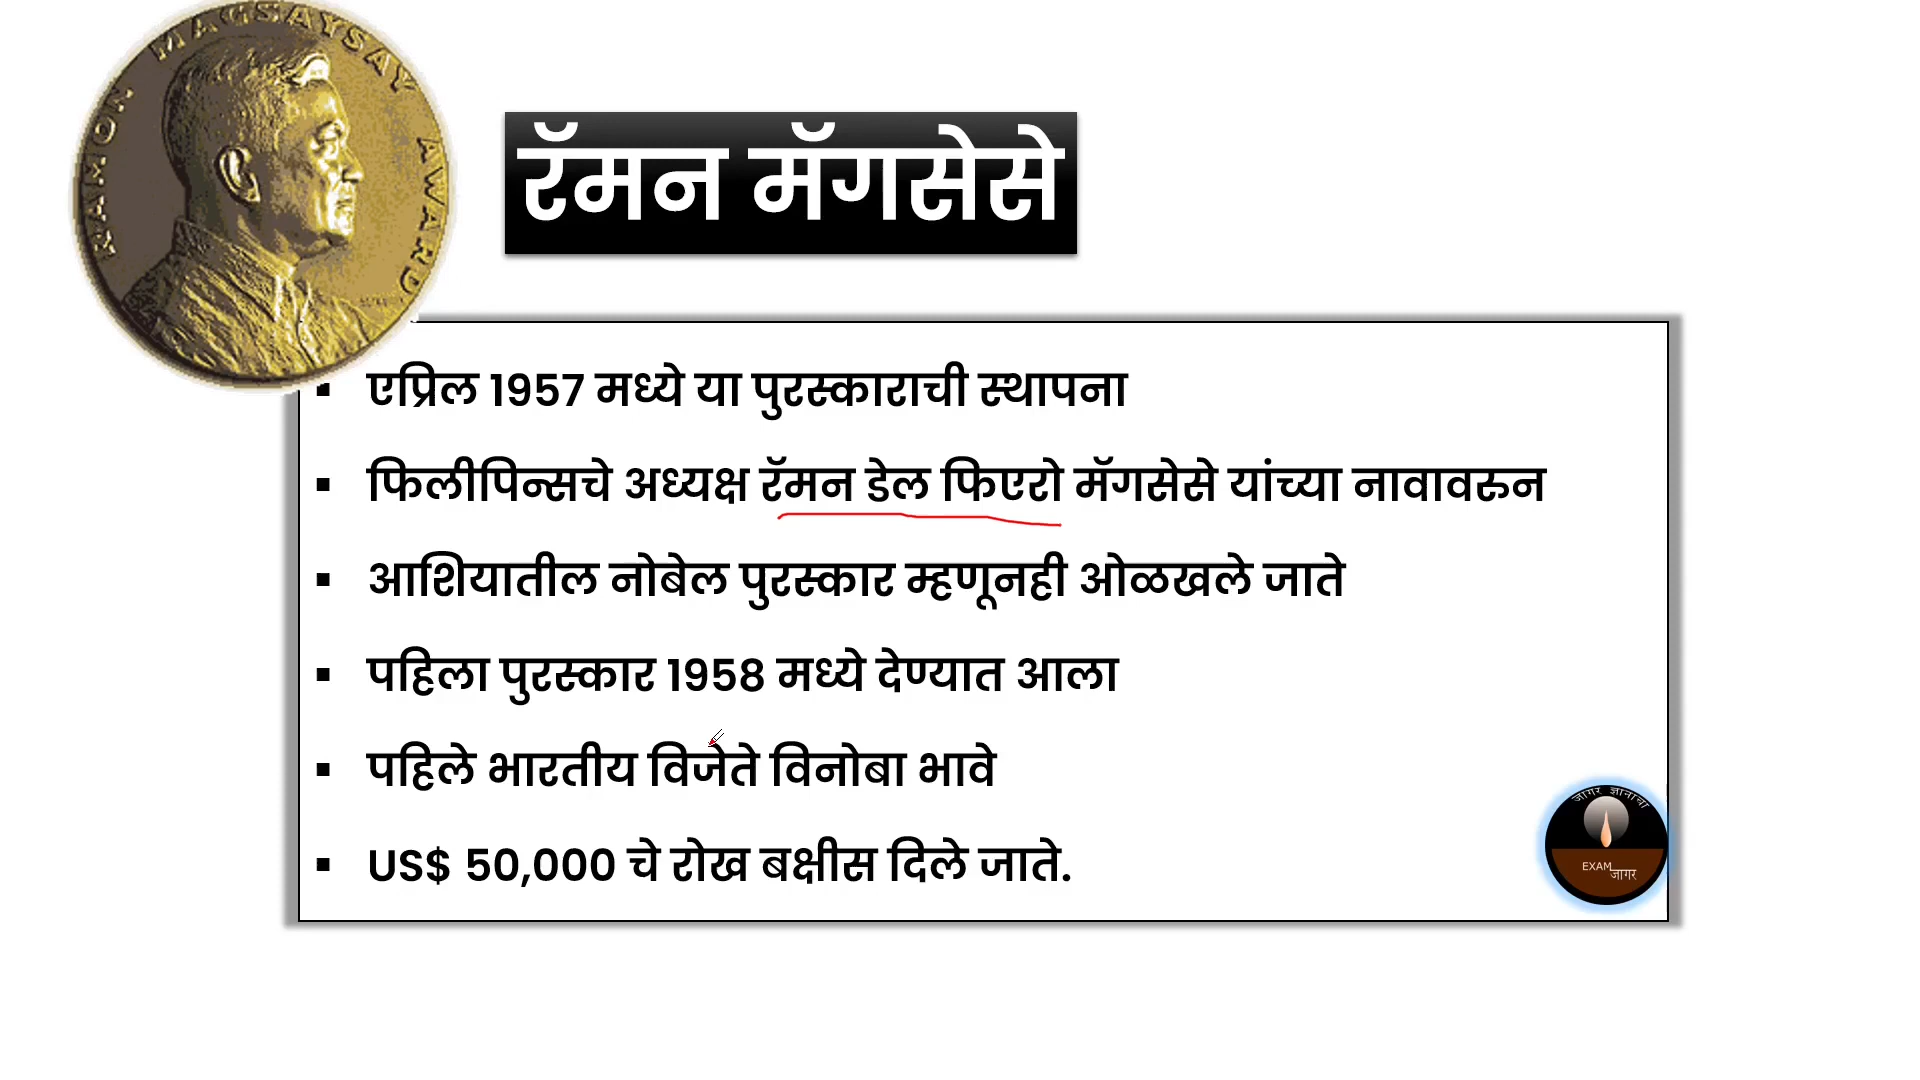 RAMON MAGSAYSAY AWARD
रॅमन मॅगसेसे
▪ एप्रिल 1957 मध्ये या पुरस्काराची स्थापना
▪ फिलीपिन्सचे अध्यक्ष रॅमन डेल फिएरो मॅगसेसे यांच्या नावावरुन
▪ आशियातील नोबेल पुरस्कार म्हणूनही ओळखले जाते
▪ पहिला पुरस्कार 1958 मध्ये देण्यात आला
▪ पहिले भारतीय विजेते विनोबा भावे
▪ US$ 50,000 चे रोख बक्षीस दिले जाते.
जागर ज्ञानाचा
EXAM
जागर